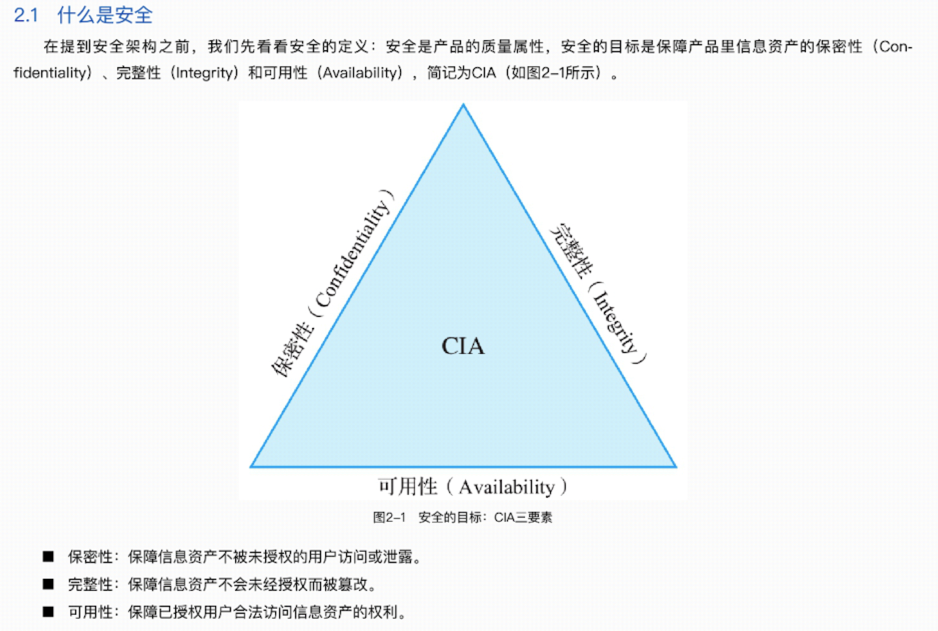 2.1 什么是安全
在提到安全架构之前，我们先看看安全的定义：安全是产品的质量属性，安全的目标是保障产品里信息资产的保密性（Con-
fidentiality）、完整性（Integrity）和可用性（Availability），简记为CIA（如图2-1所示）。
保密性（Confidentiality）
完整性（Integrity）
CIA
可用性（Availability）
图2-1 安全的目标：CIA三要素
■ 保密性：保障信息资产不被未授权的用户访问或泄露。
■ 完整性：保障信息资产不会未经授权而被篡改。
■ 可用性：保障已授权用户合法访问信息资产的权利。